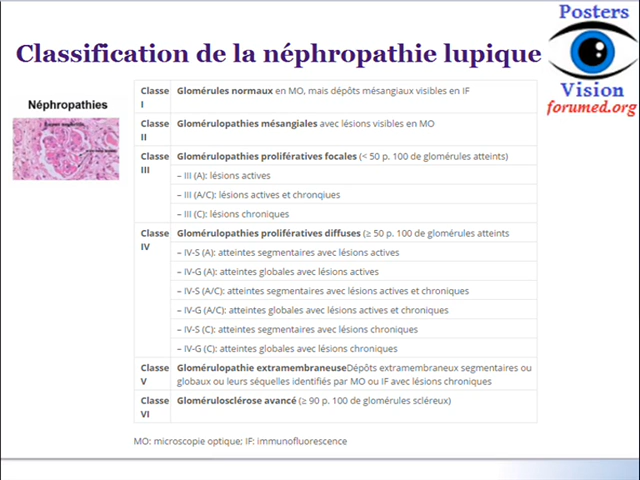 Posters
Vision
forumed.org
Classification de la néphropathie lupique
Néphropathies
Classe I Glomérules normaux en MO, mais dépôts mésangiaux visibles en IF
Classe II Glomérulopathies mésangiales avec lésions visibles en MO
Classe III Glomérulopathies prolifératives focales (< 50 p. 100 de glomérules atteints)
– III (A): lésions actives
– III (A/C): lésions actives et chronqiues
– III (C): lésions chroniques
Classe IV Glomérulopathies prolifératives diffuses (≥ 50 p. 100 de glomérules atteints
– IV-S (A): atteintes segmentaires avec lésions actives
– IV-G (A): atteintes globales avec lésions actives
– IV-S (A/C): atteintes segmentaires avec lésions actives et chroniques
– IV-G (A/C): atteintes globales avec lésions actives et chroniques
– IV-S (C): atteintes segmentaires avec lésions chroniques
– IV-G (C): atteintes globales avec lésions chroniques
Classe V Glomérulopathie extramembraneuseDépôts extramembraneux segmentaires ou
globaux ou leurs séquelles identifiés par MO ou IF avec lésions chroniques
Classe VI Glomérulosclérose avancé (≥ 90 p. 100 de glomérules scléreux)
MO: microscopie optique; IF: immunofluorescence